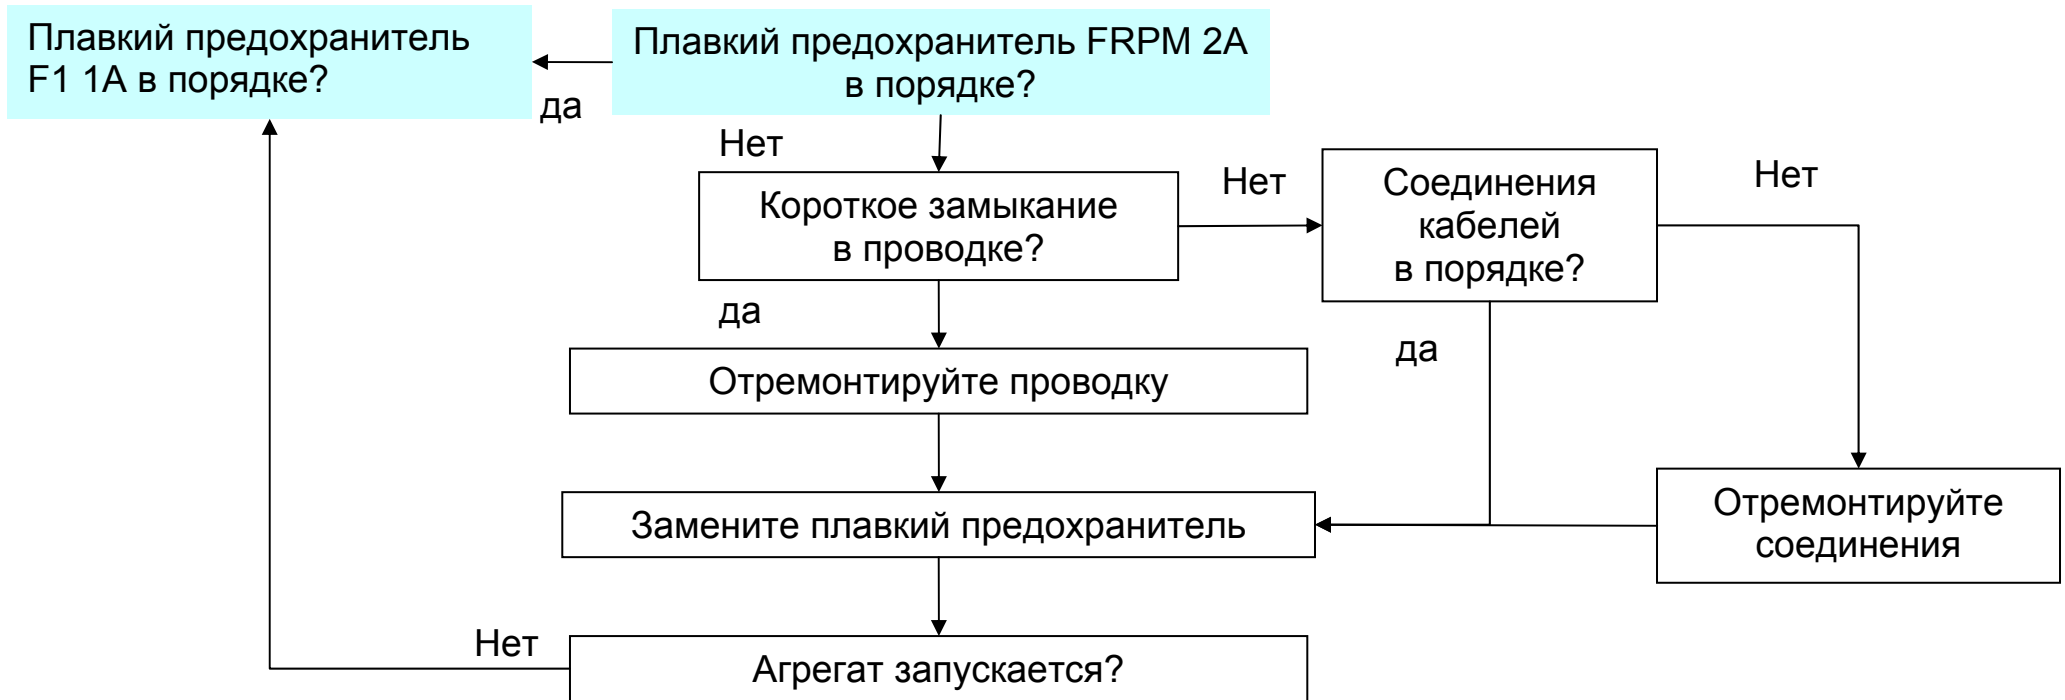 Плавкий предохранитель
F1 1A в порядке?
Плавкий предохранитель FRPM 2A
в порядке?
да
Нет
Короткое замыкание
в проводке?
Нет
Соединения
кабелей
в порядке?
Нет
да
да
Отремонтируйте проводку
Замените плавкий предохранитель
Отремонтируйте
соединения
Нет
Агрегат запускается?